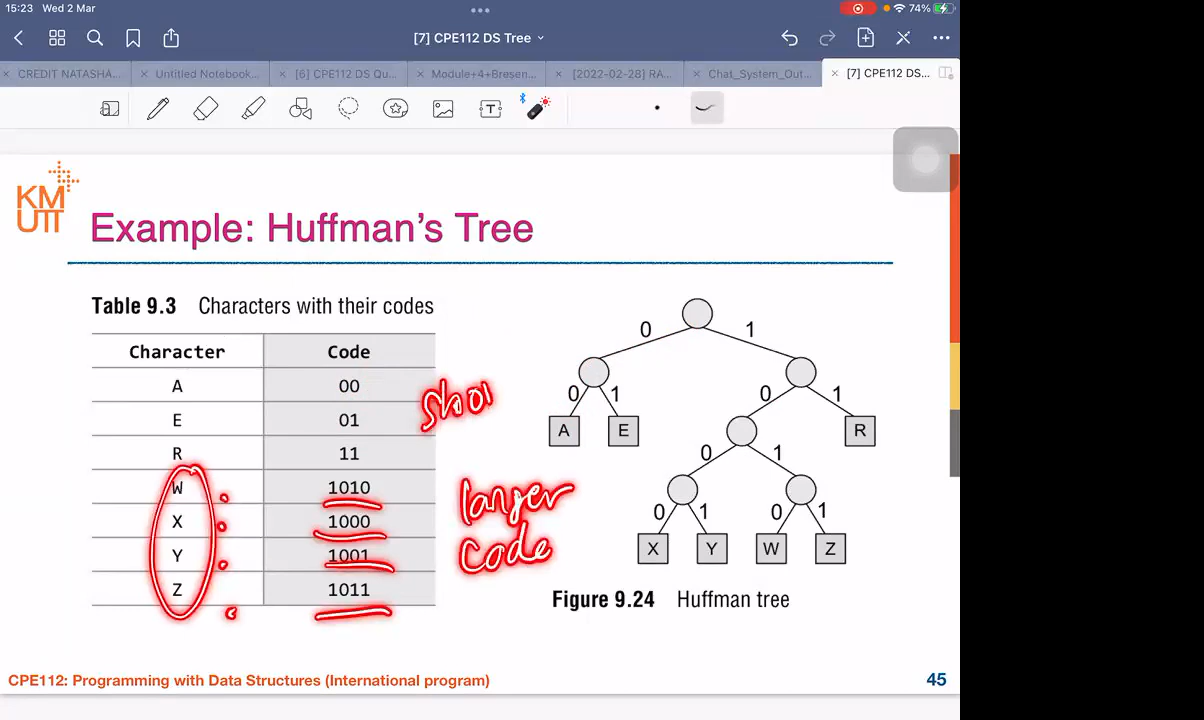 15:23 Wed 2 Mar
74%
[7] CPE112 DS Tree
CREDIT NATASHA...
Untitled Notebook...
[6] CPE112 DS Qu...
Module+4+Bresen...
[2022-02-28] RA...
Chat_System_Out...
[7] CPE112 DS...
T
KM
UTT
Example: Huffman's Tree
Table 9.3 Characters with their codes
Character Code
A 00
E 01
R 11
W 1010
X 1000
Y 1001
Z 1011
longer
code
0 1
0 1 0 1
A E R
0 1
0 1 0 1
X Y W Z
Figure 9.24 Huffman tree
CPE112: Programming with Data Structures (International program)
45